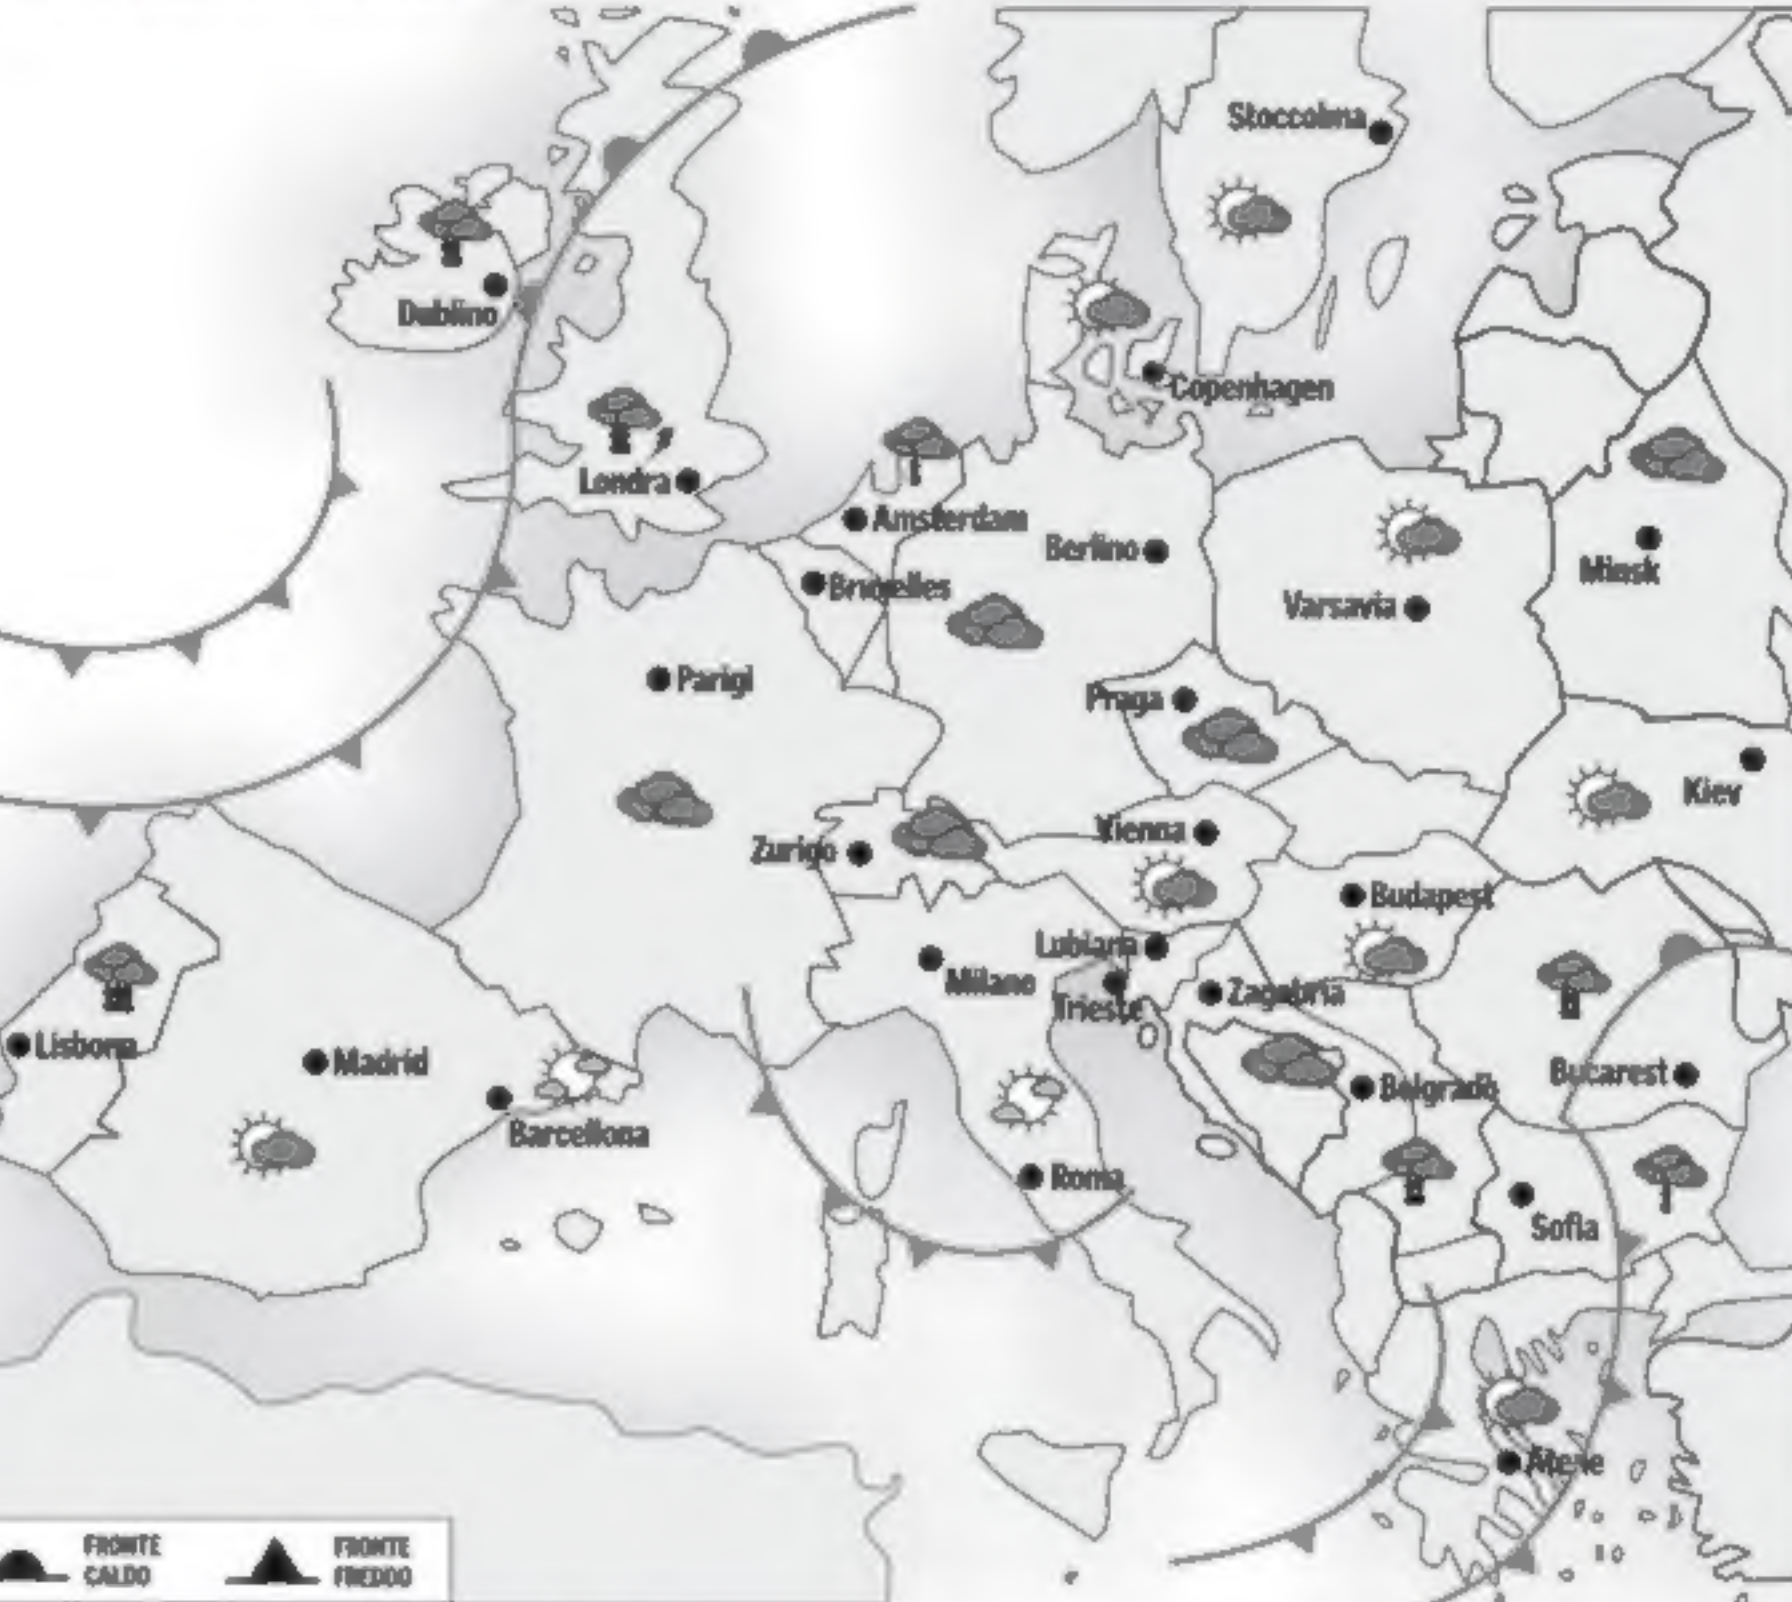 Stoccolma
Dublino
Copenhagen
Londra
Amsterdam
Berlino
Minsk
Bruxelles
Varsavia
Parigi
Praga
Kiev
Vienna
Zurigo
Budapest
Lubiana
Milano
Zagabria
Trieste
Lisbona
Madrid
Bucarest
Belgrado
Barcellona
Roma
Sofia
Atene
FRONTE
CALDO
FRONTE
FREDDO